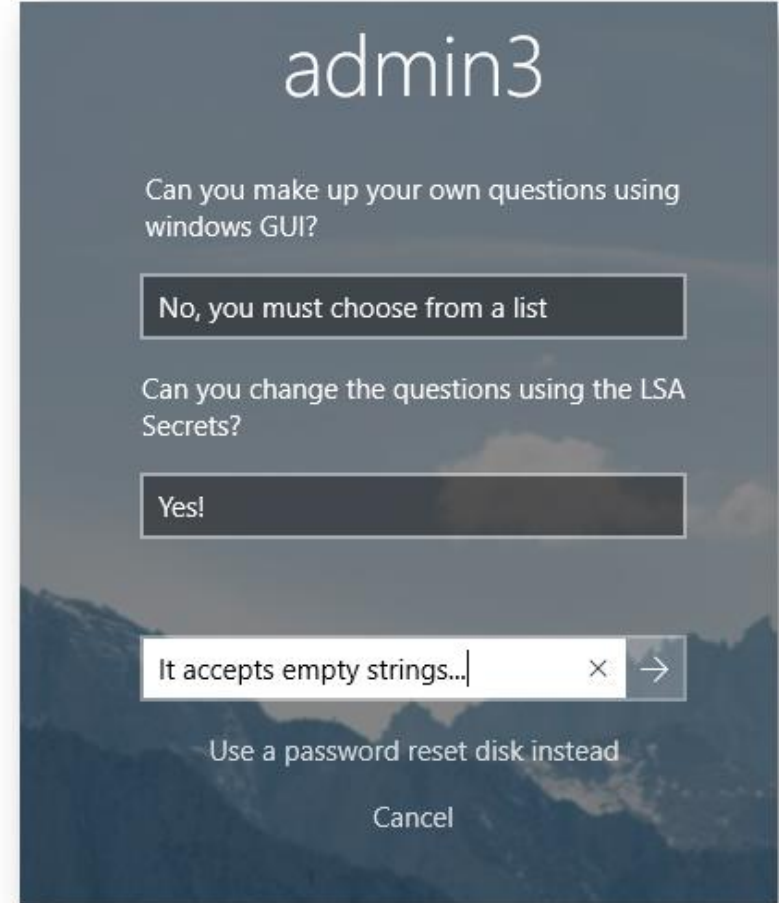 admin3
Can you make up your own questions using
windows GUI?
No, you must choose from a list
Can you change the questions using the LSA
Secrets?
Yes!
It accepts empty strings...
Use a password reset disk instead
Cancel